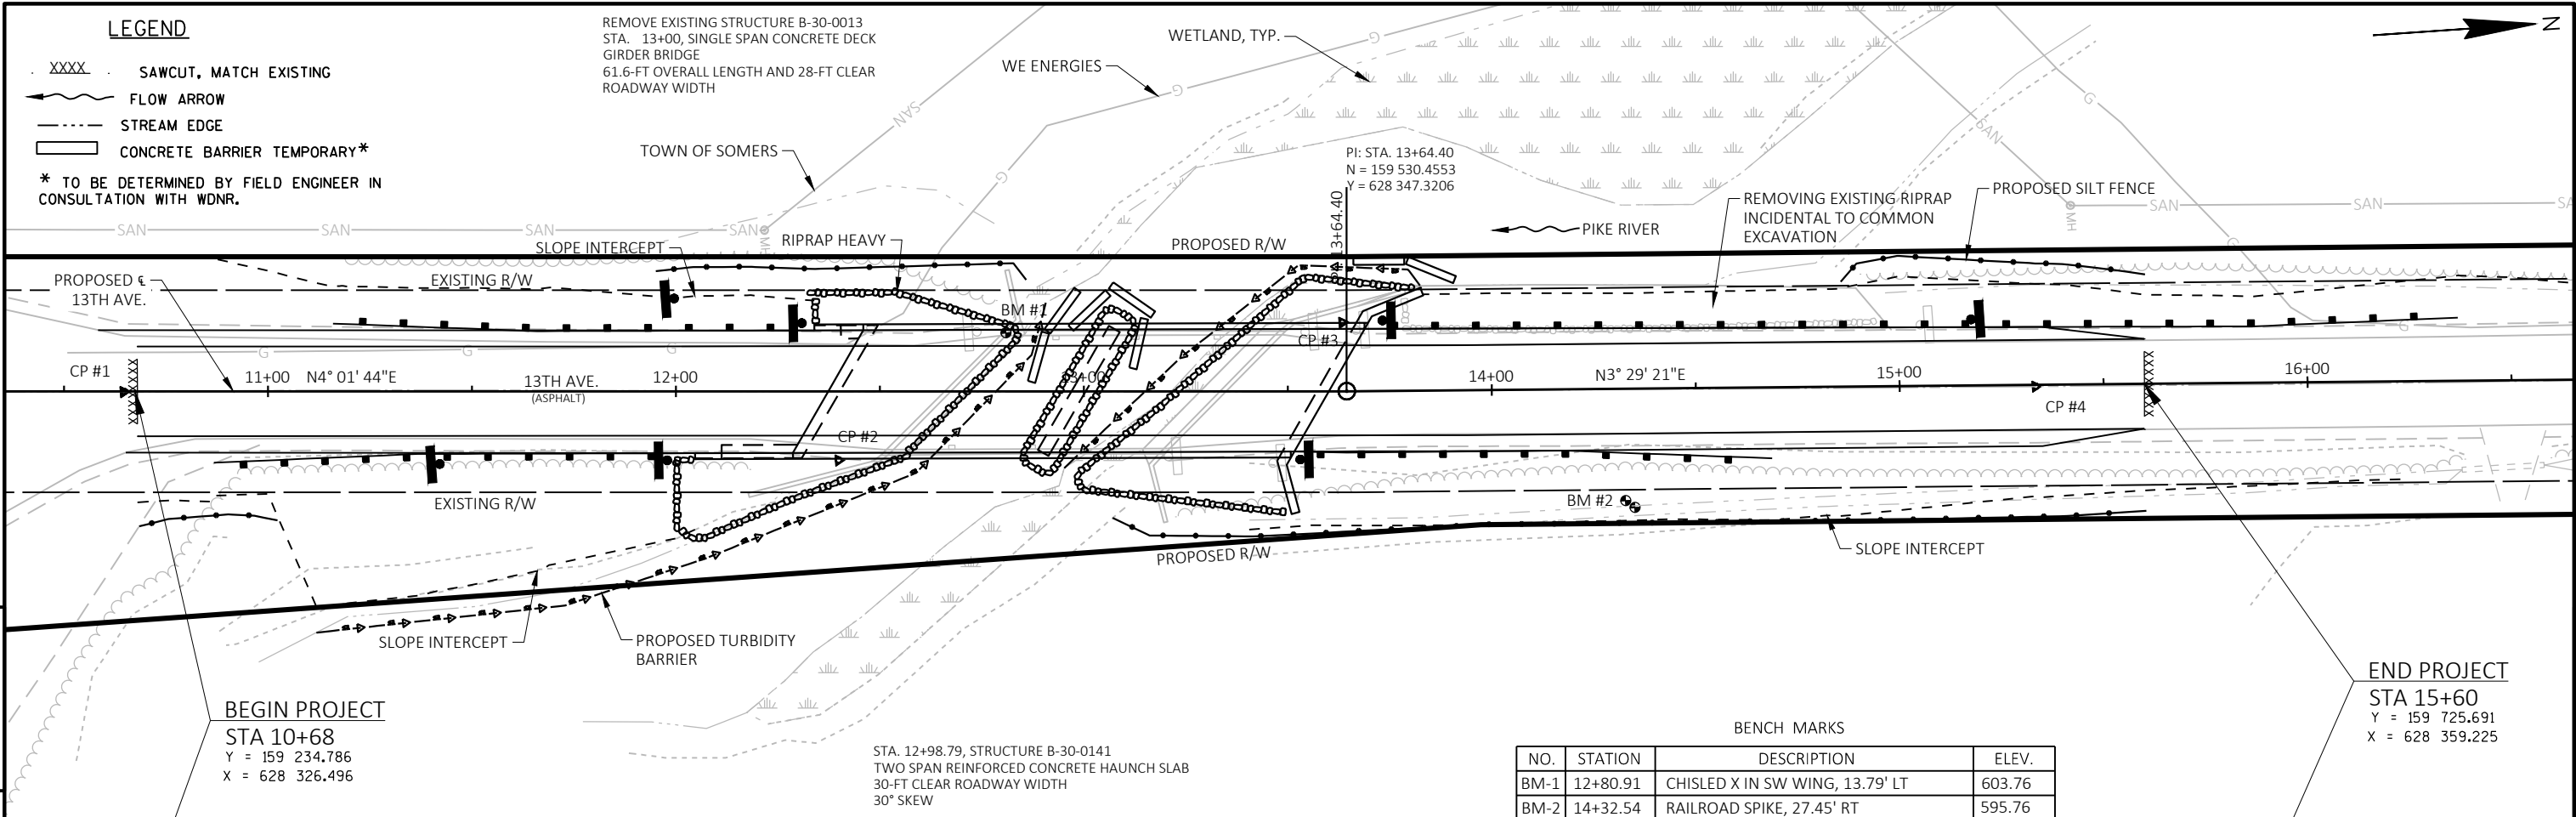 LEGEND
XXXX SAWCUT, MATCH EXISTING
FLOW ARROW
STREAM EDGE
CONCRETE BARRIER TEMPORARY*
* TO BE DETERMINED BY FIELD ENGINEER IN
CONSULTATION WITH WDNR.
REMOVE EXISTING STRUCTURE B-30-0013
STA. 13+00, SINGLE SPAN CONCRETE DECK
GIRDER BRIDGE
61.6-FT OVERALL LENGTH AND 28-FT CLEAR
ROADWAY WIDTH
WETLAND, TYP.
WE ENERGIES
TOWN OF SOMERS
N
G
G
G
G
G
SAN
SAN
PI: STA. 13+64.40
N = 159 530.4553
Y = 628 347.3206
13+64.40
REMOVING EXISTING RIPRAP
INCIDENTAL TO COMMON
EXCAVATION
PROPOSED SILT FENCE
PIKE RIVER
SAN
SAN
SAN
SAN
MH
MH
SAN
SAN
SLOPE INTERCEPT
RIPRAP HEAVY
PROPOSED R/W
PROPOSED ℄
13TH AVE.
EXISTING R/W
BM #1
CP #3
G
G
G
G
CP #1
11+00
N4° 01' 44"E
13TH AVE.
(ASPHALT)
12+00
13+00
14+00
N3° 29' 21"E
15+00
16+00
XXXXXXX
XXXXXXX
CP #2
CP #4
EXISTING R/W
BM #2
PROPOSED R/W
SLOPE INTERCEPT
SLOPE INTERCEPT
PROPOSED TURBIDITY
BARRIER
BEGIN PROJECT
STA 10+68
Y = 159 234.786
X = 628 326.496
END PROJECT
STA 15+60
Y = 159 725.691
X = 628 359.225
STA. 12+98.79, STRUCTURE B-30-0141
TWO SPAN REINFORCED CONCRETE HAUNCH SLAB
30-FT CLEAR ROADWAY WIDTH
30° SKEW
BENCH MARKS
NO. STATION DESCRIPTION ELEV.
BM-1 12+80.91 CHISLED X IN SW WING, 13.79' LT 603.76
BM-2 14+32.54 RAILROAD SPIKE, 27.45' RT 595.76